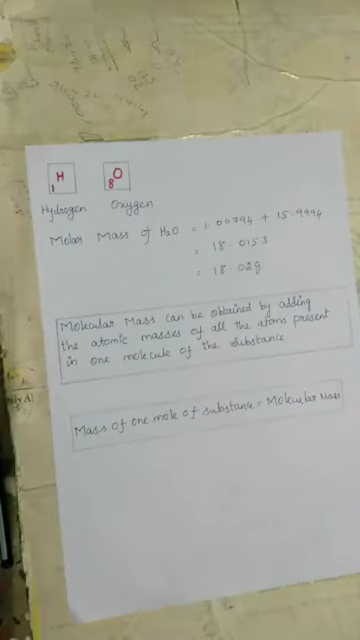 H
1
O
8
Hydrogen Oxygen
Molar Mass of H2O = 1.00794 + 15.9994
= 18.0153
= 18.02g
Molecular Mass can be obtained by adding
the atomic masses of all the atoms present
in one molecule of the substance
Mass of one mole of substance = Molecular Mass